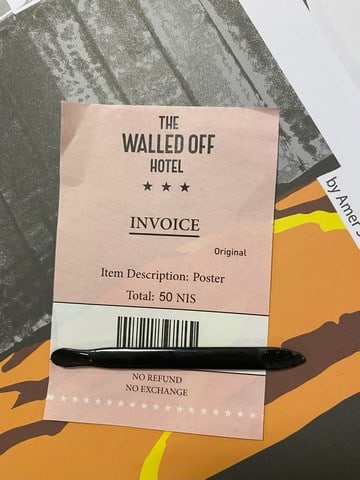 THE
WALLED OFF
HOTEL
INVOICE
Original
Item Description: Poster
Total: 50 NIS
NO REFUND
NO EXCHANGE
by Amer